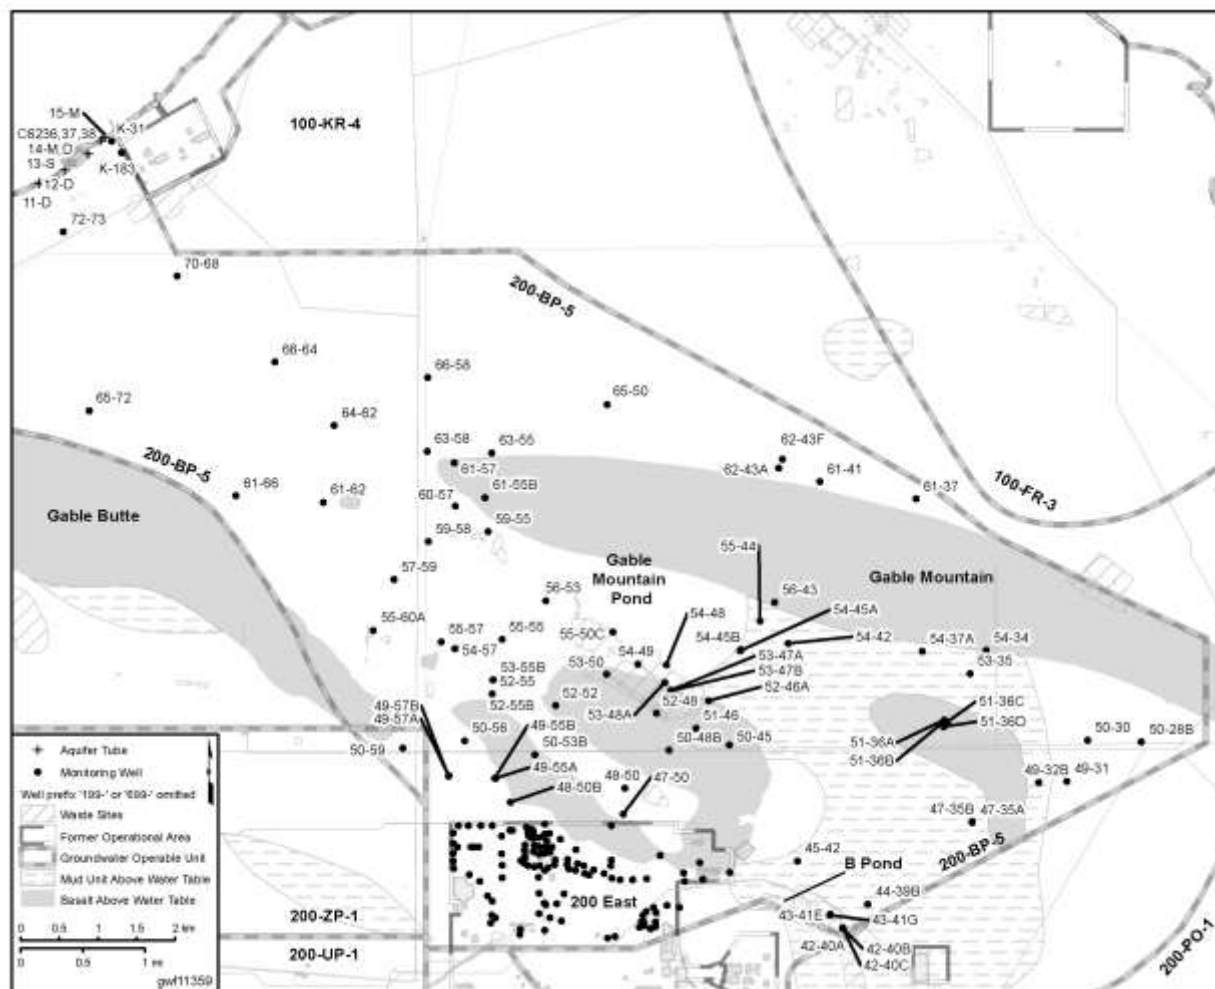 15-M
C6236,37,38
K-31
14-M,D
13-S
K-183
12-D
11-D
100-KR-4
72-73
70-68
200-BP-5
66-64
66-58
65-50
65-72
64-62
63-58
63-55
62-43F
200-BP-5
61-57
62-43A
61-41
61-66
61-62
60-57
61-55B
61-37
100-FR-3
Gable Butte
59-58
59-55
55-44
57-59
Gable
Mountain
Pond
Gable Mountain
56-53
56-43
54-48
54-45A
55-60A
55-57
55-55
55-50C
54-45B
54-42
54-57
54-49
53-47A
54-37A
54-34
53-50
53-47B
53-35
53-55B
52-55
52-46A
49-57B
49-57A
52-55B
52-52
52-48
53-48A
51-46
51-36C
51-36D
50-56
49-55B
50-59
50-53B
50-48B
50-45
51-36A
51-36B
50-30
50-28B
49-55A
48-50
47-50
49-32B
49-31
48-50B
47-35B
47-35A
200-BP-5
45-42
B Pond
200 East
44-39B
43-41E
43-41G
42-40A
42-40B
42-40C
200-ZP-1
200-UP-1
200-PO-1
Aquifer Tube
Monitoring Well
Well prefix '199-' or '699-' omitted
Waste Sites
Former Operational Area
Groundwater Operable Unit
Mud Unit Above Water Table
Basalt Above Water Table
0 0.5 1 1.5 2 km
0 0.5 1 mi
gwf11359